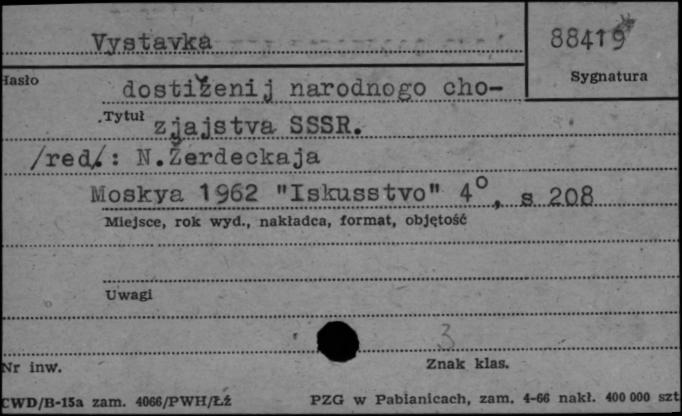 Vystavka
88419
Hasło
Sygnatura
dostiženij narodnogo cho-
Tytuł
zjajstva SSSR.
/red/: N.Žerdeckaja
Moskva 1962 "Iskusstvo" 4°, s 208
Miejsce, rok wyd., nakładca, format, objętość
Uwagi
3
Nr inw.
Znak klas.
CWD/B-15a zam. 4066/PWH/Łź
PZG w Pabianicach, zam. 4-66 nakł. 400 000 szt